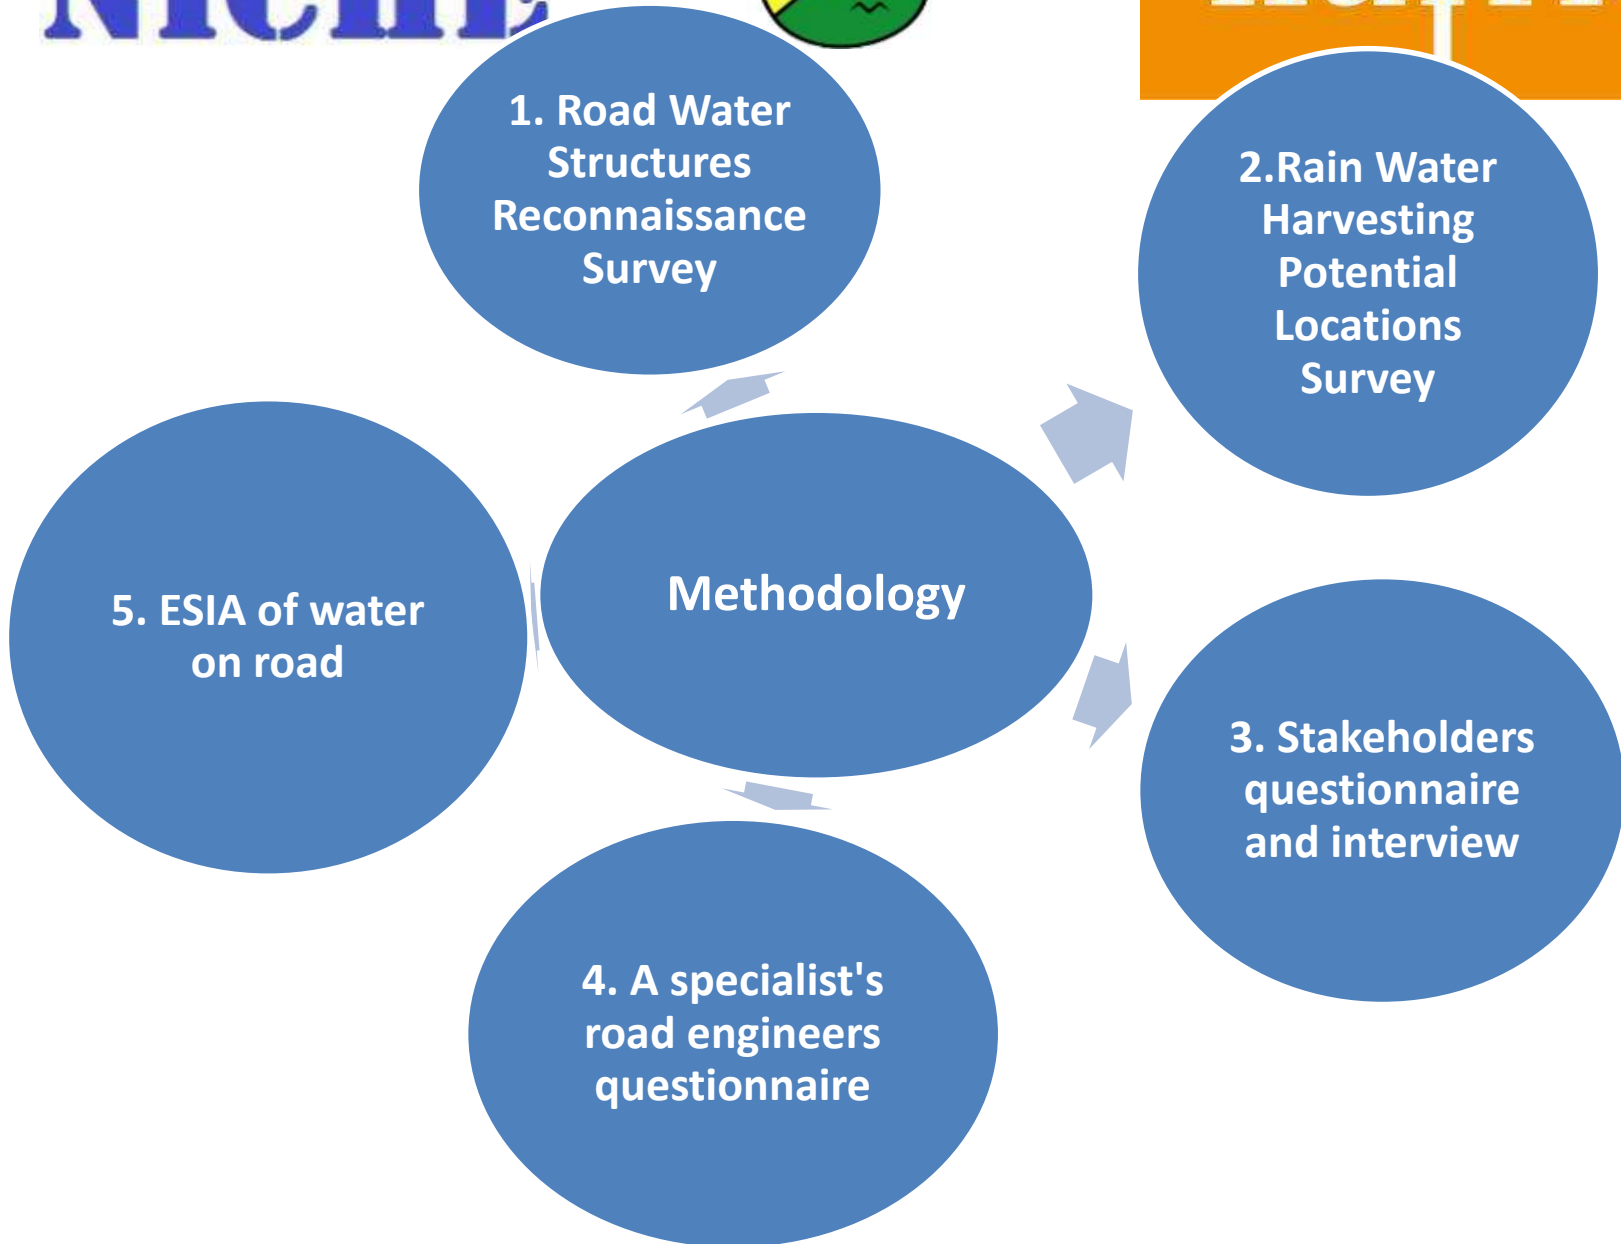 NICHE
1. Road Water
Structures
Reconnaissance
Survey
2.Rain Water
Harvesting
Potential
Locations
Survey
Methodology
5. ESIA of water
on road
3. Stakeholders
questionnaire
and interview
4. A specialist's
road engineers
questionnaire